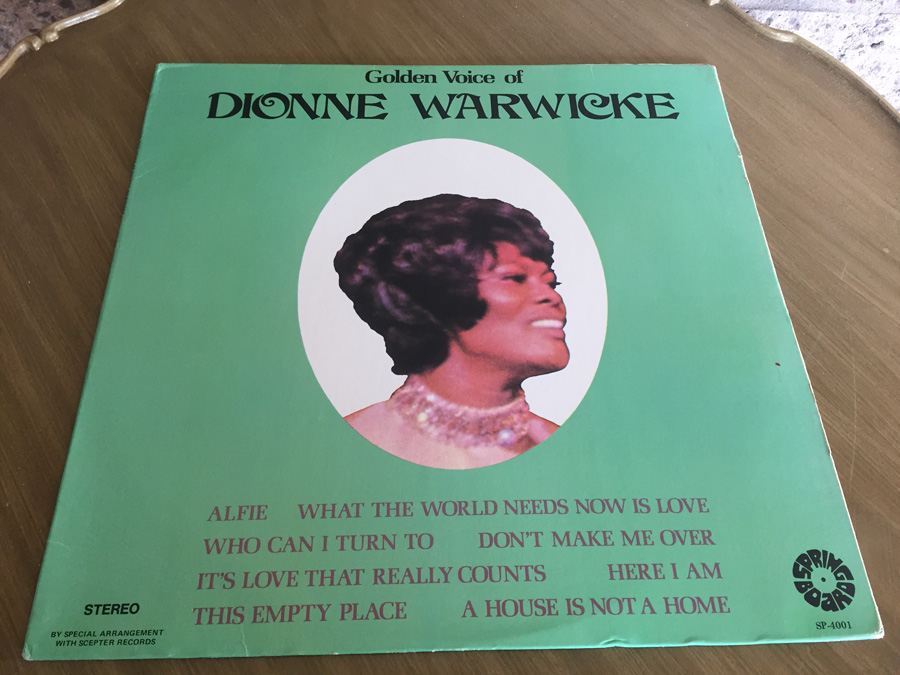 Golden Voice of
DIONNE WARWICKE
ALFIE WHAT THE WORLD NEEDS NOW IS LOVE
WHO CAN I TURN TO DON'T MAKE ME OVER
IT'S LOVE THAT REALLY COUNTS HERE I AM
THIS EMPTY PLACE A HOUSE IS NOT A HOME
STEREO
BY SPECIAL ARRANGEMENT
WITH SCEPTER RECORDS
SPRING
BOARD
SP-4001